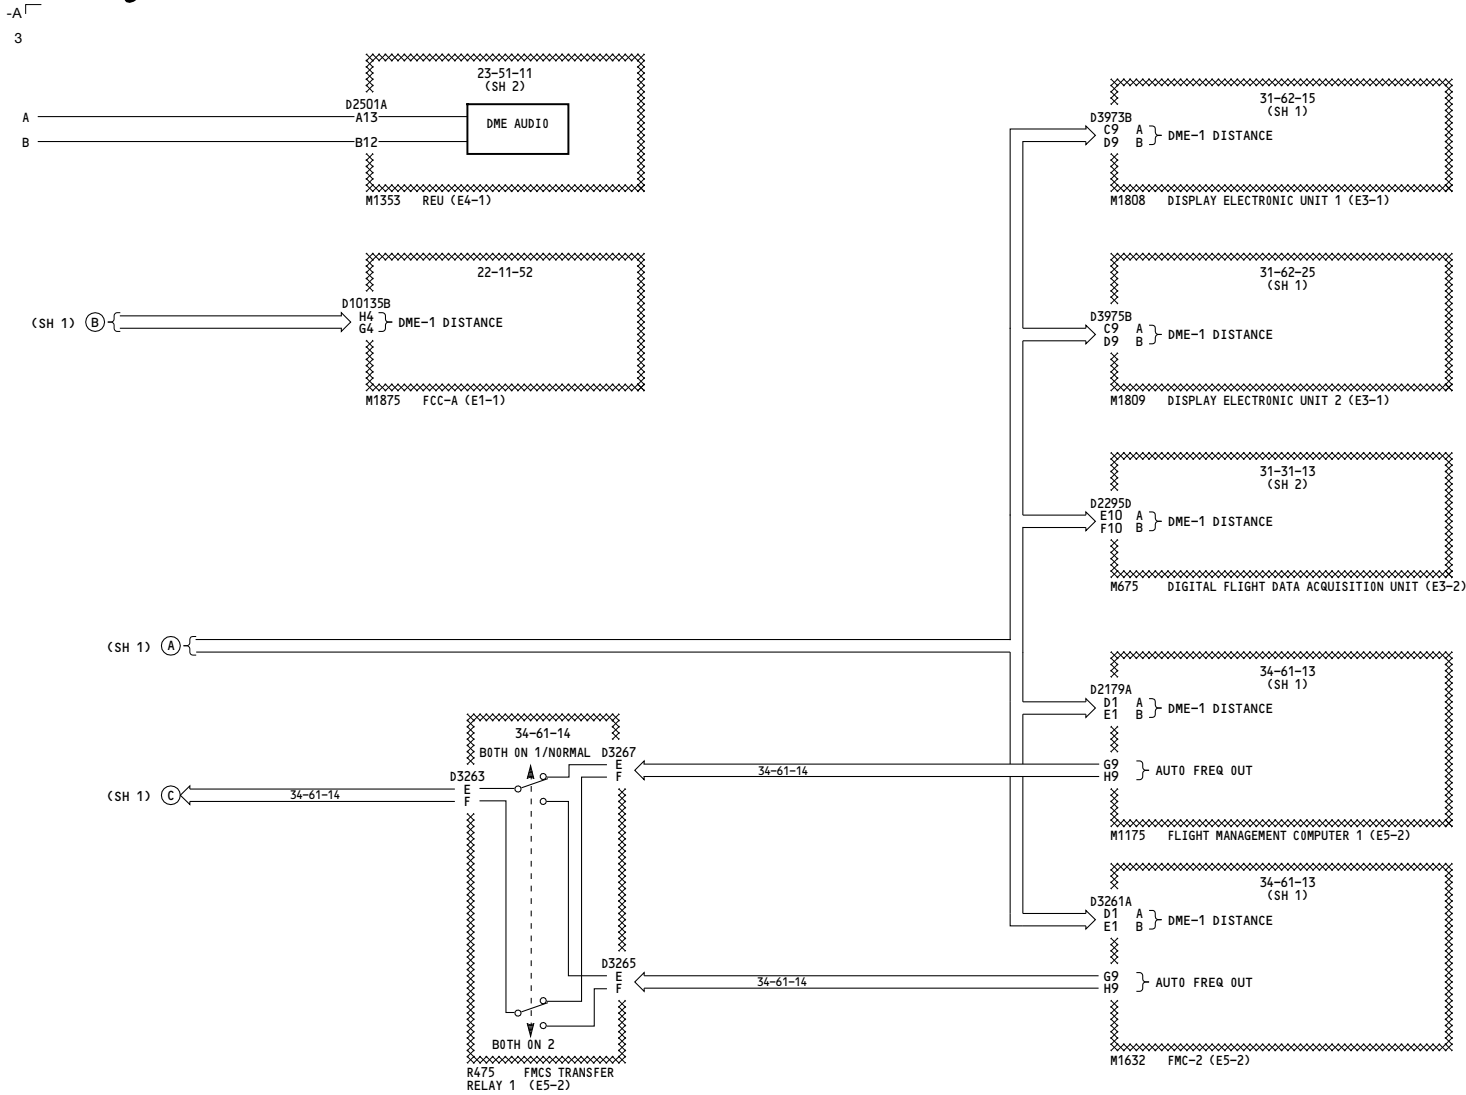 -A
3
23-51-11
(SH 2)
D2501A
A
A13
DME AUDIO
B
B12
M1353 REU (E4-1)
22-11-52
D10135B
(SH 1) B
H4
G4
DME-1 DISTANCE
M1875 FCC-A (E1-1)
31-62-15
(SH 1)
D3973B
C9 A
D9 B
DME-1 DISTANCE
M1808 DISPLAY ELECTRONIC UNIT 1 (E3-1)
31-62-25
(SH 1)
D3975B
C9 A
D9 B
DME-1 DISTANCE
M1809 DISPLAY ELECTRONIC UNIT 2 (E3-1)
31-31-13
(SH 2)
D2295D
E10 A
F10 B
DME-1 DISTANCE
M675 DIGITAL FLIGHT DATA ACQUISITION UNIT (E3-2)
(SH 1) A
34-61-13
(SH 1)
D2179A
D1 A
E1 B
DME-1 DISTANCE
G9
H9
AUTO FREQ OUT
M1175 FLIGHT MANAGEMENT COMPUTER 1 (E5-2)
34-61-14
BOTH ON 1/NORMAL D3267
E
F
34-61-14
D3263
E
F
(SH 1) C
34-61-14
D3265
E
F
34-61-14
BOTH ON 2
R475 FMCS TRANSFER
RELAY 1 (E5-2)
34-61-13
(SH 1)
D3261A
D1 A
E1 B
DME-1 DISTANCE
G9
H9
AUTO FREQ OUT
M1632 FMC-2 (E5-2)